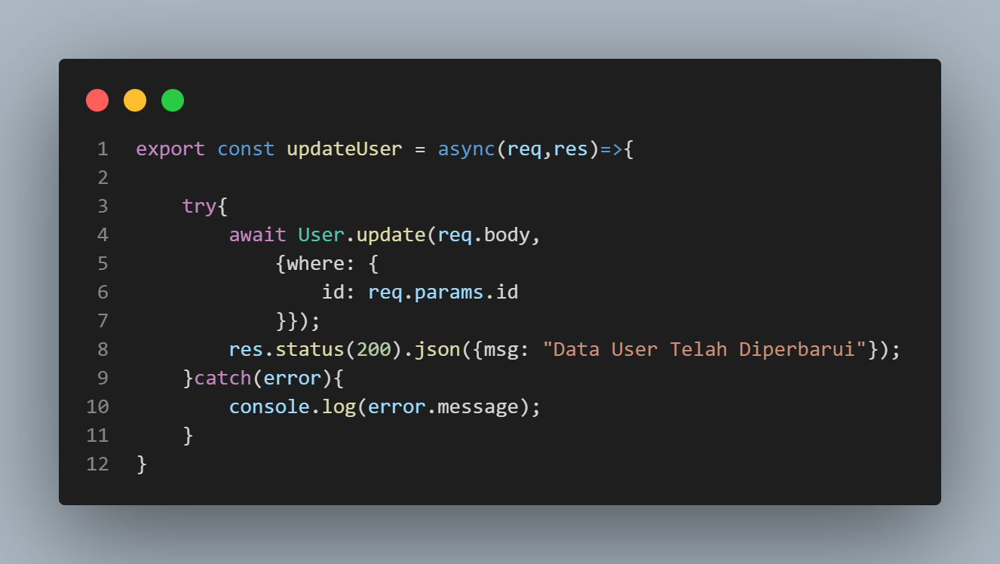 1 export const updateUser = async(req,res)=>{
2
3     try{
4         await User.update(req.body,
5             {where: {
6                 id: req.params.id
7             }});
8         res.status(200).json({msg: "Data User Telah Diperbarui"});
9     }catch(error){
10         console.log(error.message);
11     }
12 }